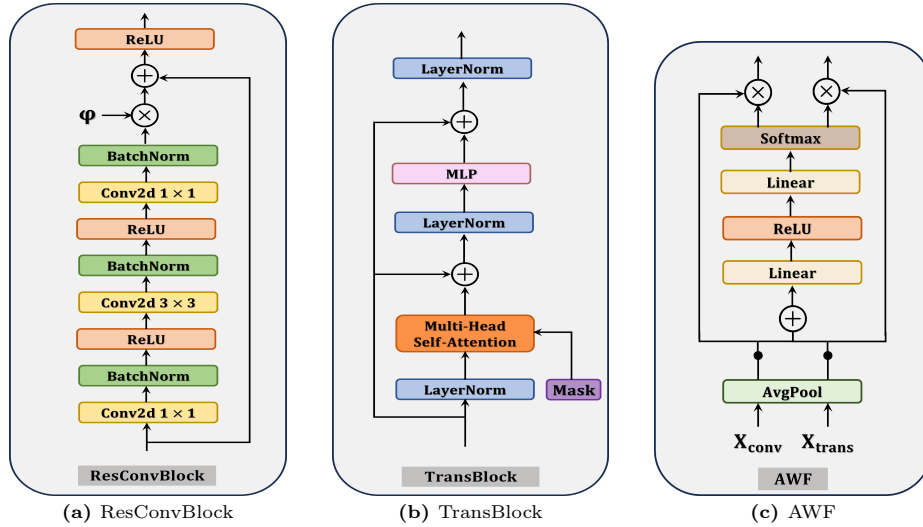 ReLU
φ
BatchNorm
Conv2d 1 × 1
ReLU
BatchNorm
Conv2d 3 × 3
ReLU
BatchNorm
Conv2d 1 × 1
ResConvBlock
(a) ResConvBlock
LayerNorm
MLP
LayerNorm
Multi-Head
Self-Attention
LayerNorm
Mask
TransBlock
(b) TransBlock
Softmax
Linear
ReLU
Linear
AvgPool
Xconv Xtrans
AWF
(c) AWF